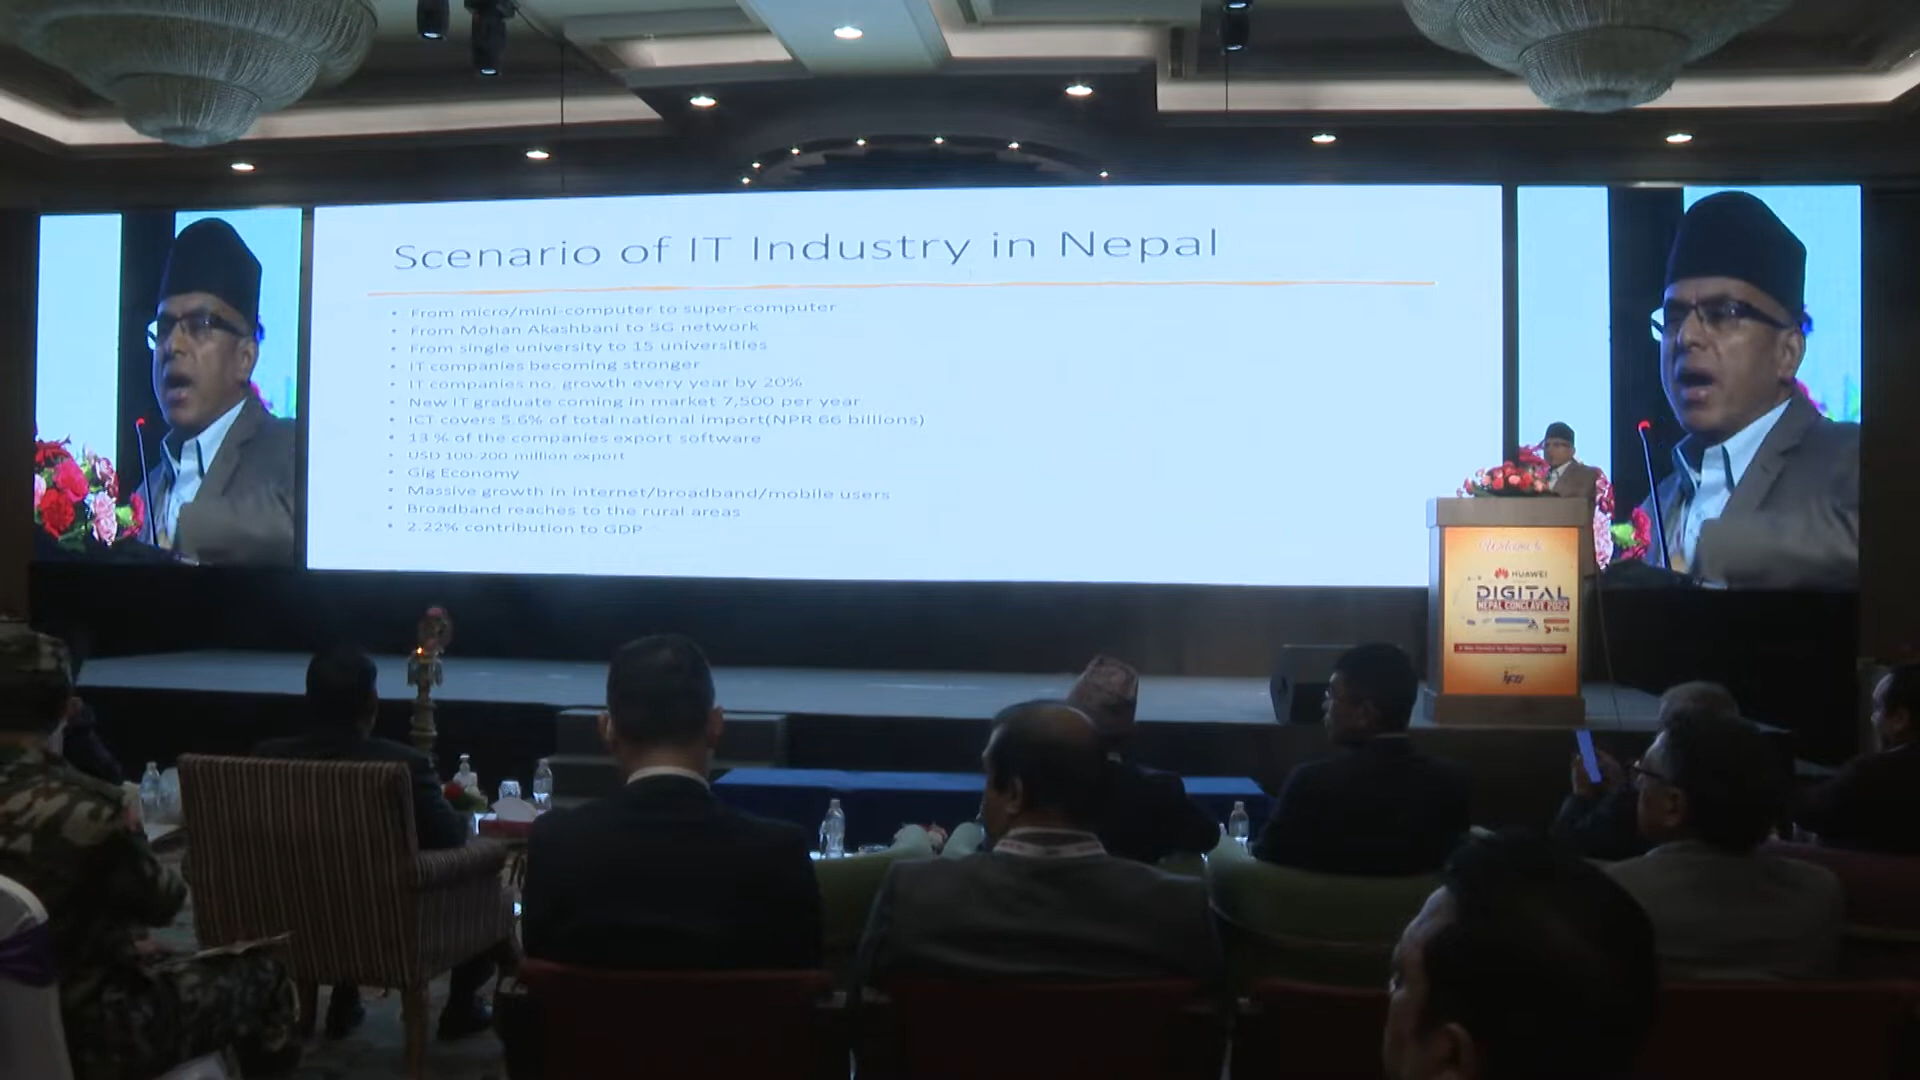 Scenario of IT Industry in Nepal
• From micro/mini-computer to super-computer
• From Mohan Akashbani to 5G network
• From single university to 15 universities
• IT companies becoming stronger
• IT companies no. growth every year by 20%
• New IT graduate coming in market 7,500 per year
• ICT covers 5.6% of total national import(NPR 66 billions)
• 13 % of the companies export software
• USD 100-200 million export
• Gig Economy
• Massive growth in internet/broadband/mobile users
• Broadband reaches to the rural areas
• 2.22% contribution to GDP
HUAWEI
DIGITAL
NEPAL CONCLAVE 2022